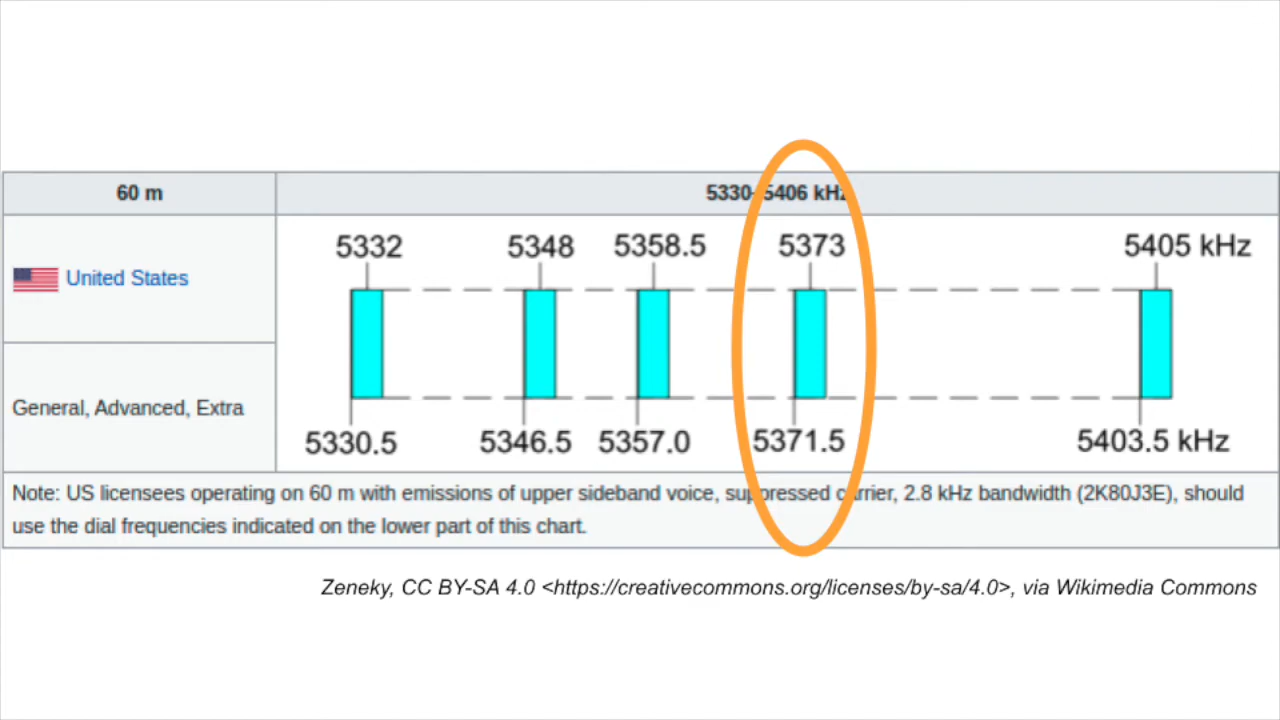 60 m
5330–5406 kHz
United States
5332 5348 5358.5 5373 5405 kHz
General, Advanced, Extra
5330.5 5346.5 5357.0 5371.5 5403.5 kHz
Note: US licensees operating on 60 m with emissions of upper sideband voice, suppressed carrier, 2.8 kHz bandwidth (2K80J3E), should
use the dial frequencies indicated on the lower part of this chart.
Zeneky, CC BY-SA 4.0 <https://creativecommons.org/licenses/by-sa/4.0>, via Wikimedia Commons